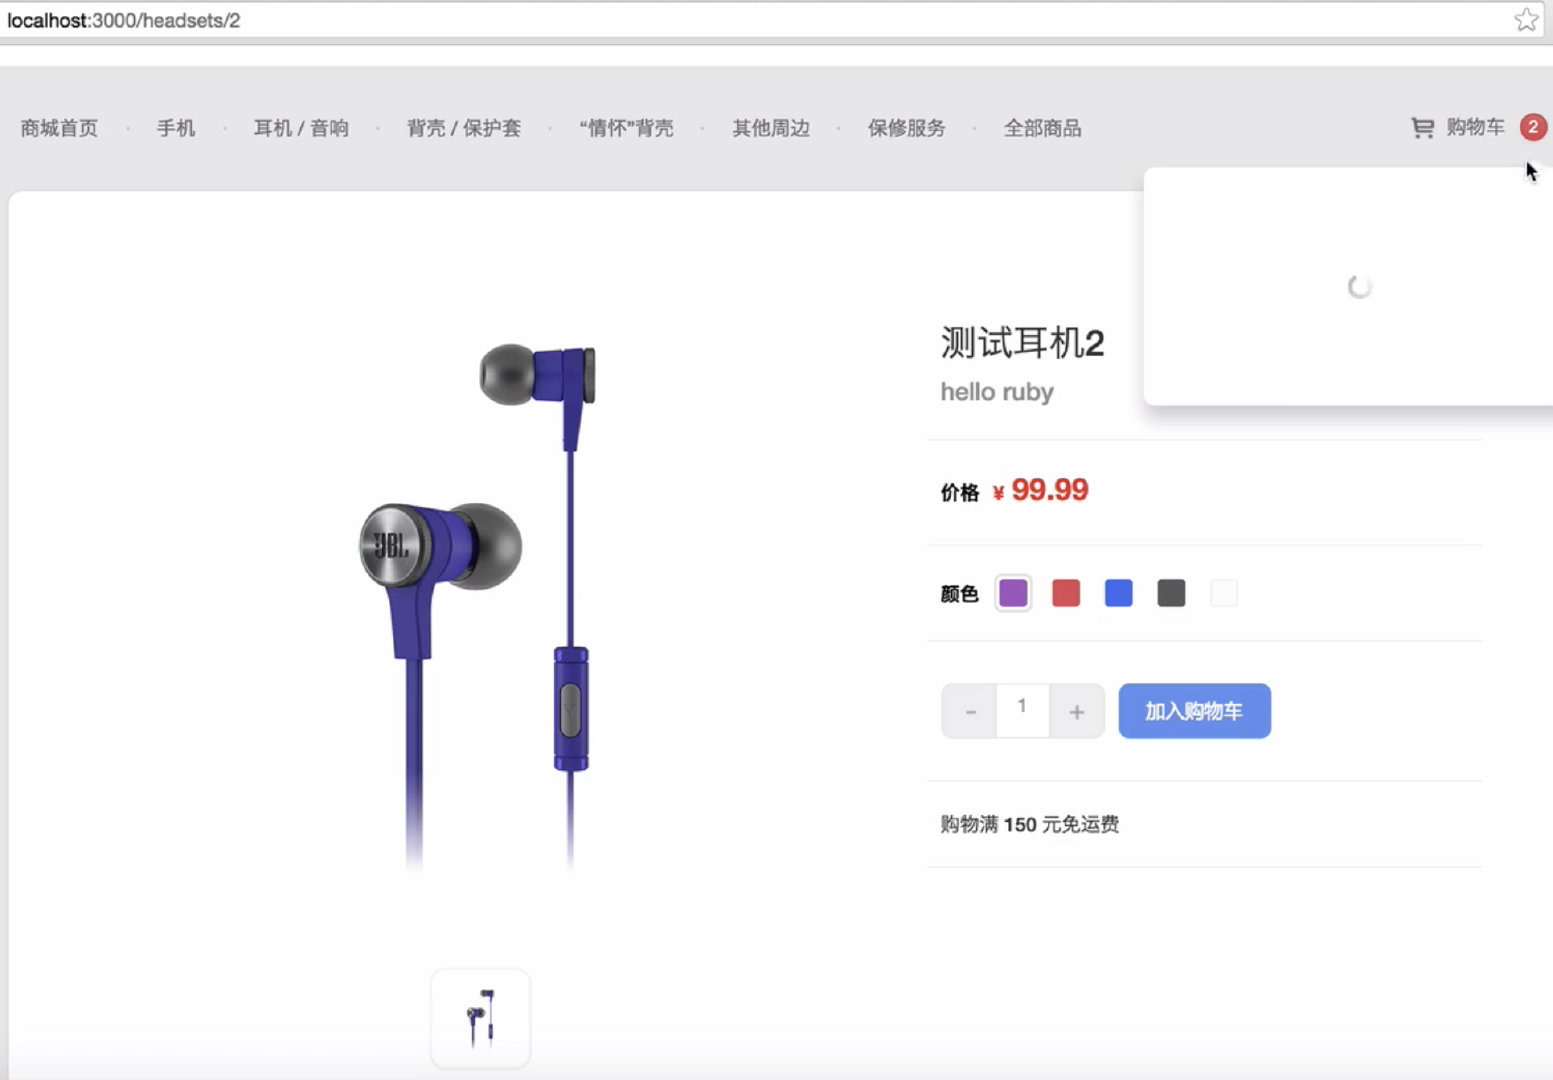 localhost:3000/headsets/2
商城首页 · 手机 · 耳机 / 音响 · 背壳 / 保护套 · “情怀”背壳 · 其他周边 · 保修服务 · 全部商品
购物车 2
测试耳机2
hello ruby
JBL
价格 ¥ 99.99
颜色
- 1 +
加入购物车
购物满 150 元免运费